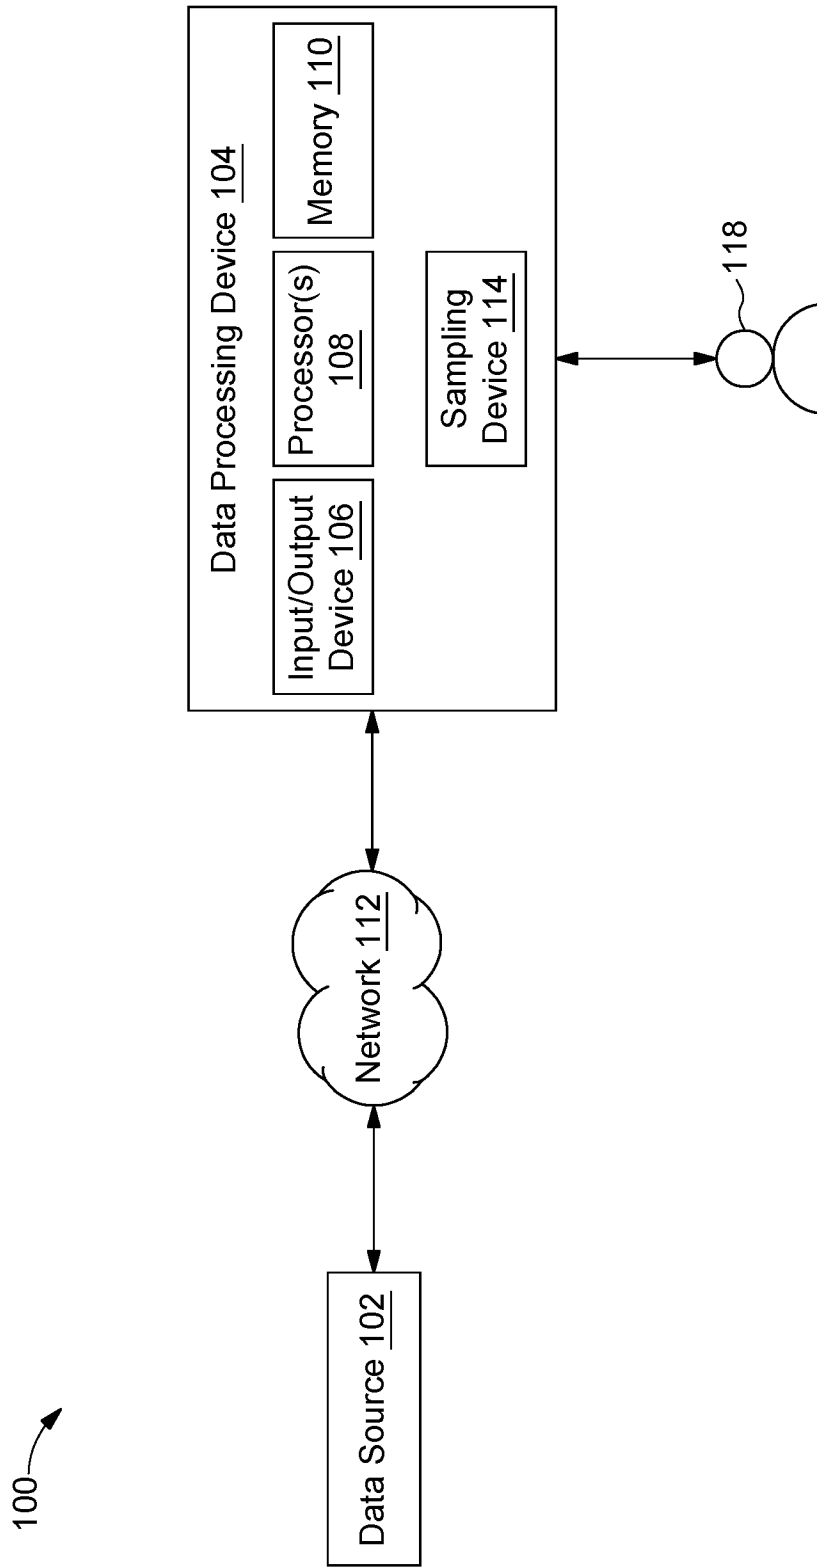 100
Data Source 102
Network 112
Data Processing Device 104
Input/Output
Device 106
Processor(s)
108
Memory 110
Sampling
Device 114
118